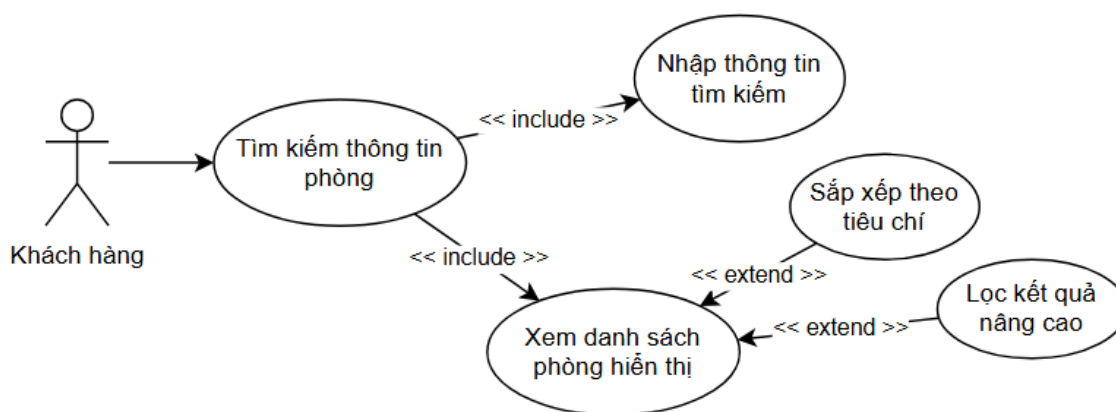 Nhập thông tin
tìm kiếm
<< include >>
Tìm kiếm thông tin
phòng
Khách hàng
<< include >>
Sắp xếp theo
tiêu chí
<< extend >>
Lọc kết quả
nâng cao
<< extend >>
Xem danh sách
phòng hiển thị